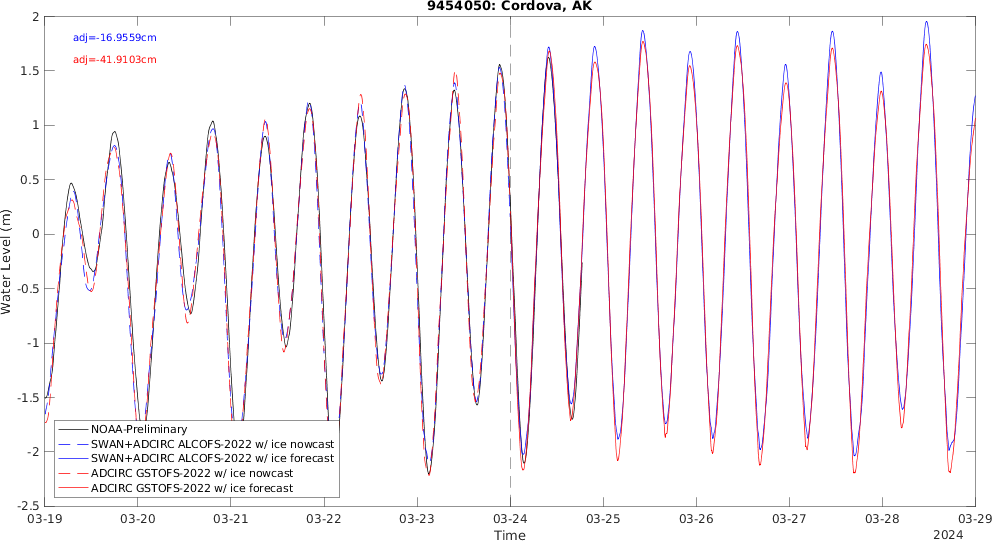 9454050: Cordova, AK
adj=-16.9559cm
adj=-41.9103cm
2
1.5
1
0.5
0
-0.5
-1
-1.5
-2
-2.5
Water Level (m)
NOAA-Preliminary
SWAN+ADCIRC ALCOFS-2022 w/ ice nowcast
SWAN+ADCIRC ALCOFS-2022 w/ ice forecast
ADCIRC GSTOFS-2022 w/ ice nowcast
ADCIRC GSTOFS-2022 w/ ice forecast
03-19 03-20 03-21 03-22 03-23 03-24 03-25 03-26 03-27 03-28 03-29
Time
2024